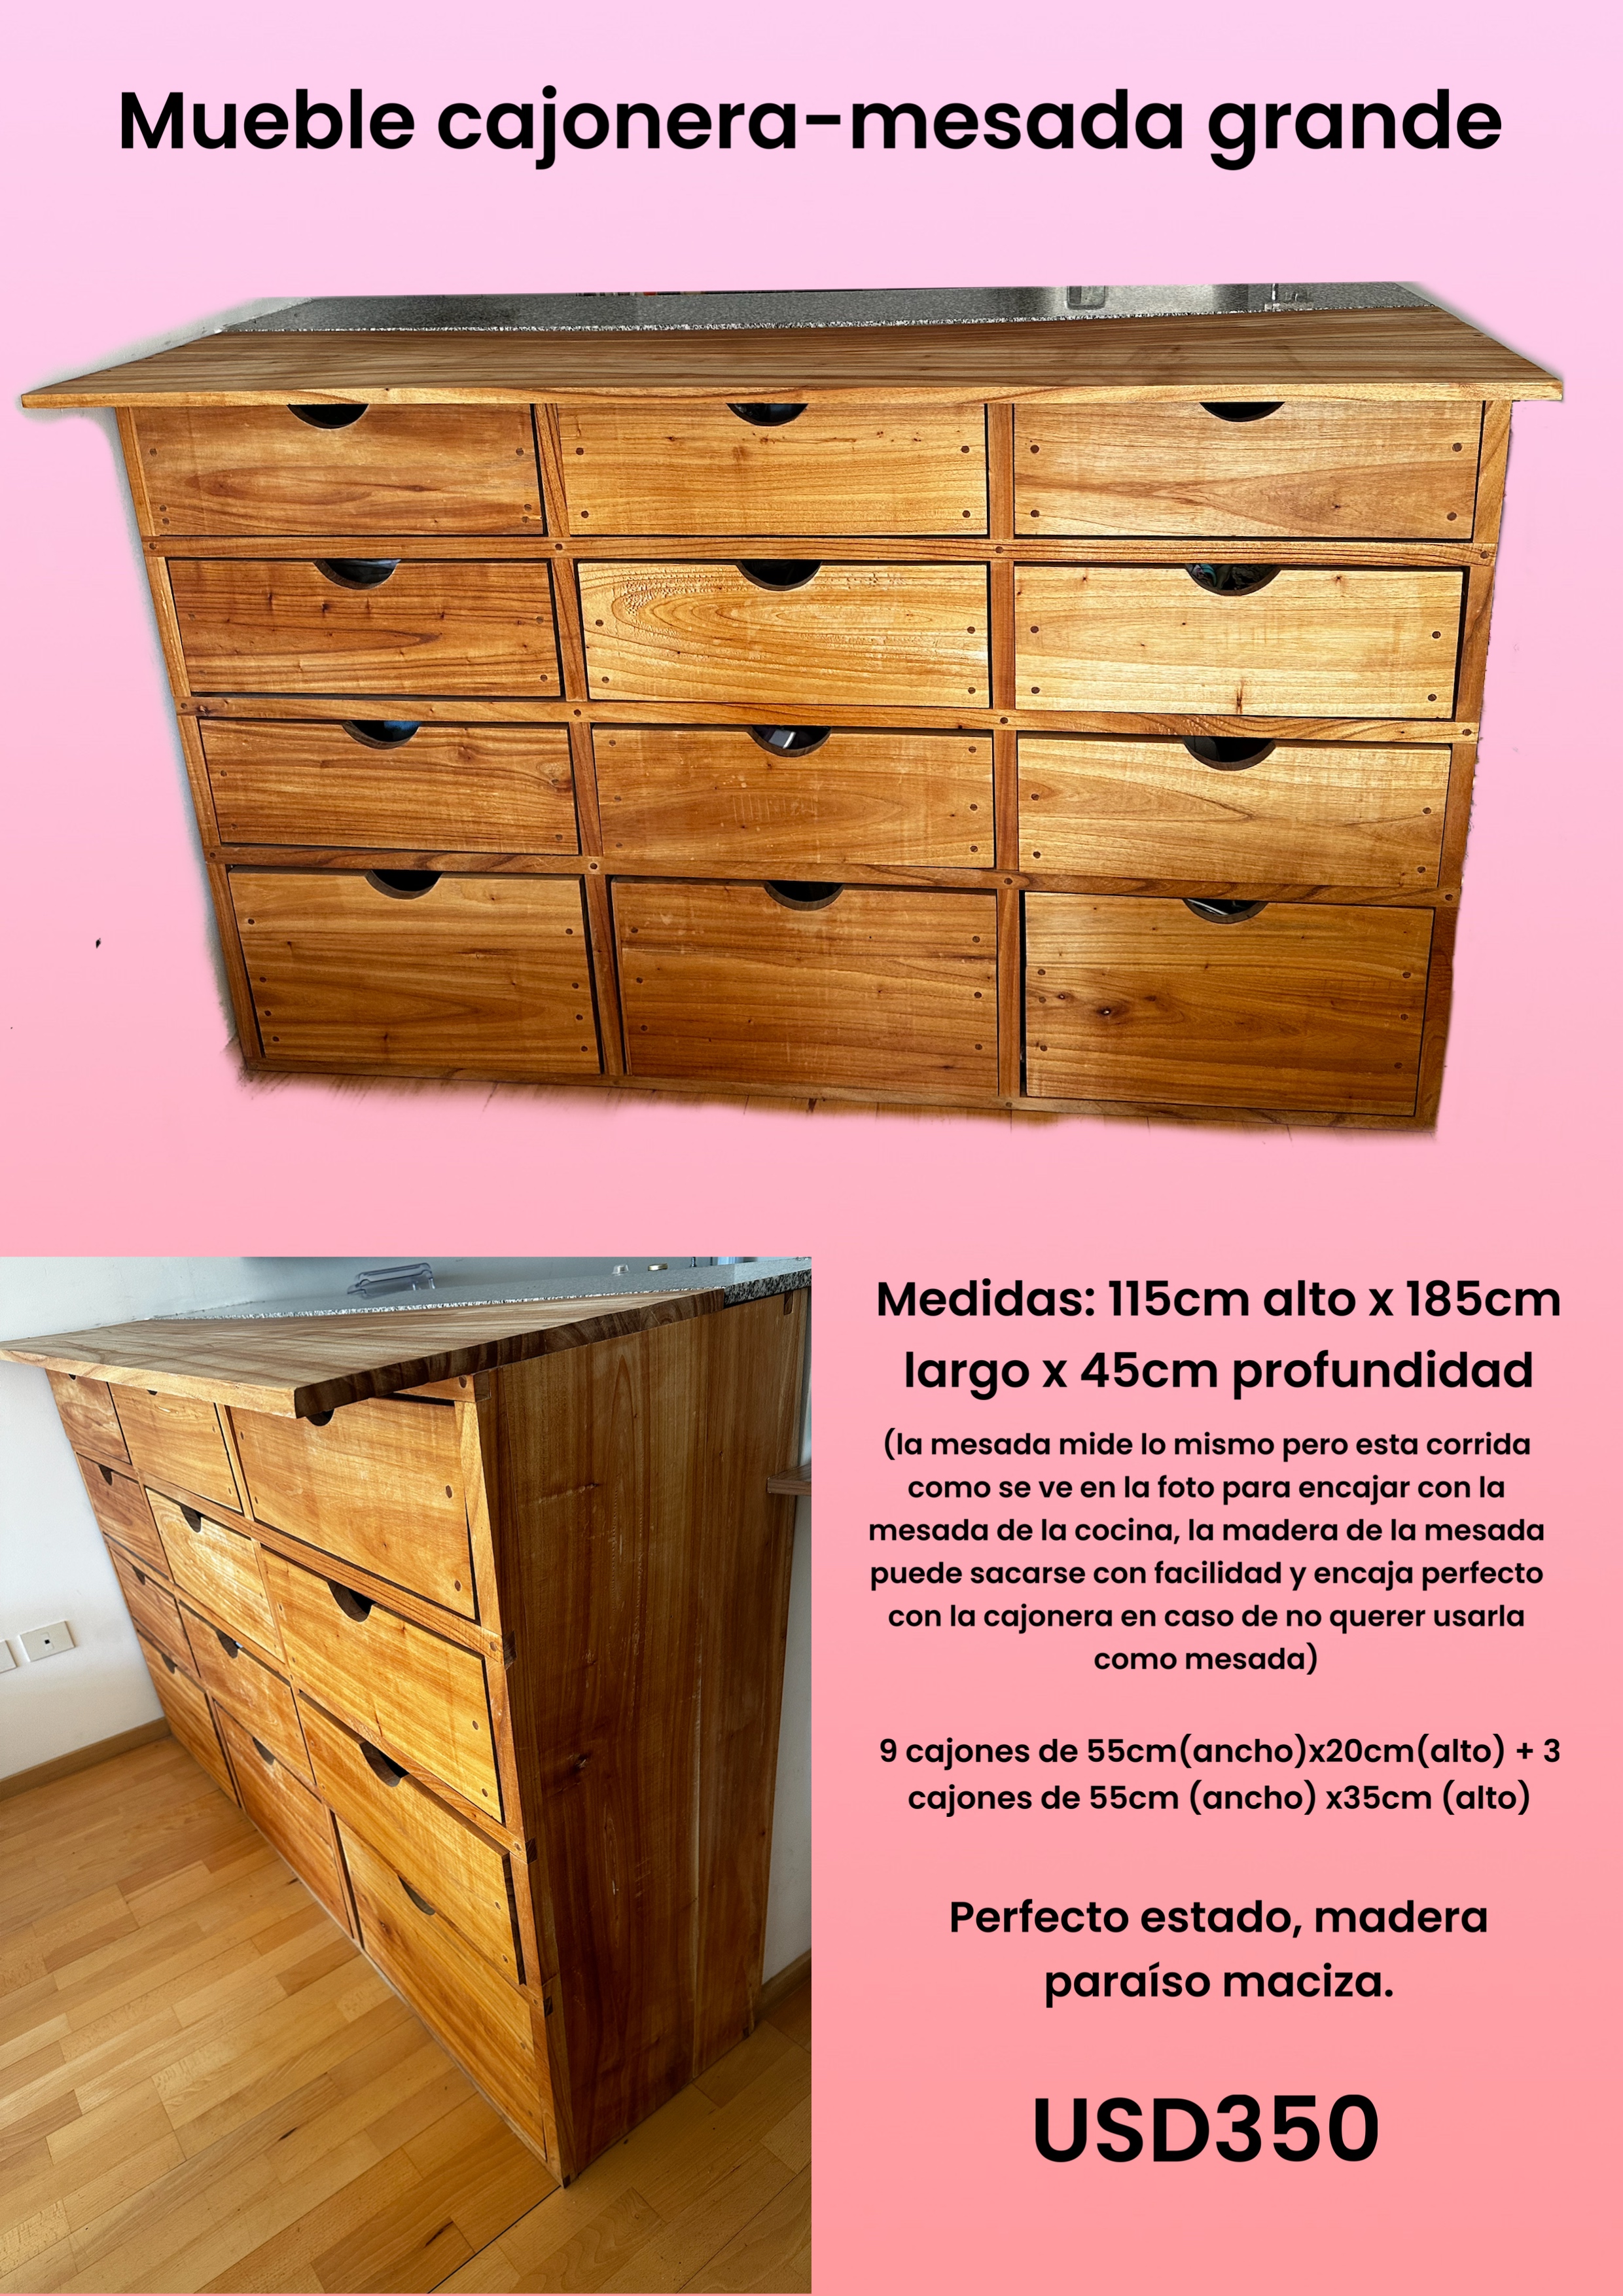 Mueble cajonera-mesada grande
Medidas: 115cm alto x 185cm
largo x 45cm profundidad
(la mesada mide lo mismo pero esta corrida
como se ve en la foto para encajar con la
mesada de la cocina, la madera de la mesada
puede sacarse con facilidad y encaja perfecto
con la cajonera en caso de no querer usarla
como mesada)
9 cajones de 55cm(ancho)x20cm(alto) + 3
cajones de 55cm (ancho) x35cm (alto)
Perfecto estado, madera
paraíso maciza.
USD350